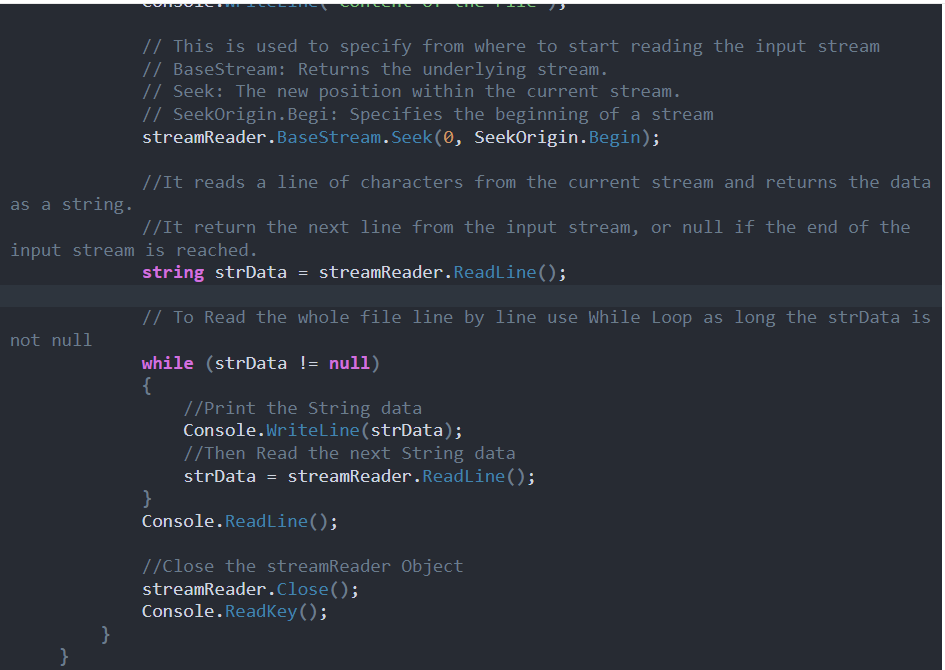 Console.WriteLine("Content of the File");
// This is used to specify from where to start reading the input stream
// BaseStream: Returns the underlying stream.
// Seek: The new position within the current stream.
// SeekOrigin.Begi: Specifies the beginning of a stream
streamReader.BaseStream.Seek(0, SeekOrigin.Begin);
//It reads a line of characters from the current stream and returns the data
as a string.
//It return the next line from the input stream, or null if the end of the
input stream is reached.
string strData = streamReader.ReadLine();
// To Read the whole file line by line use While Loop as long the strData is
not null
while (strData != null)
{
//Print the String data
Console.WriteLine(strData);
//Then Read the next String data
strData = streamReader.ReadLine();
}
Console.ReadLine();
//Close the streamReader Object
streamReader.Close();
Console.ReadKey();
}
}